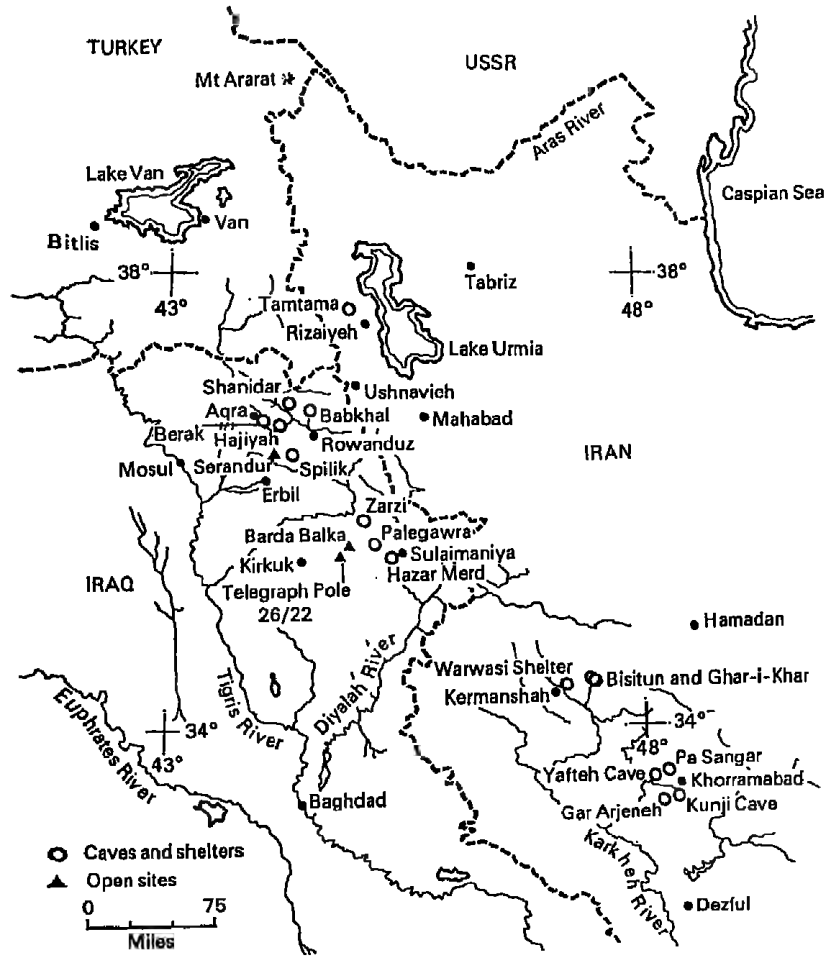 TURKEY
USSR
Mt Ararat
Aras River
Lake Van
Caspian Sea
Van
Bitlis
38°
43°
Tabriz
38°
48°
Tamtama
Rizaiyeh
Lake Urmia
Shanidar
Ushnavieh
Aqra
Babkhal
Mahabad
Berak
Hajiyah
Rowanduz
IRAN
Mosul
Serandur
Spilik
Erbil
Zarzi
Barda Balka
Palegawra
Kirkuk
Sulaimaniya
IRAQ
Telegraph Pole
26/22
Hazar Merd
Hamadan
Warwasi Shelter
Bisitun and Ghar-i-Khar
Kermanshah
Tigris River
Diyalah River
Euphrates River
34°
43°
34°
48°
Pa Sangar
Yafteh Cave
Khorramabad
Baghdad
Gar Arjeneh
Kunji Cave
Karkheh River
Caves and shelters
Open sites
Dezful
0 75
Miles